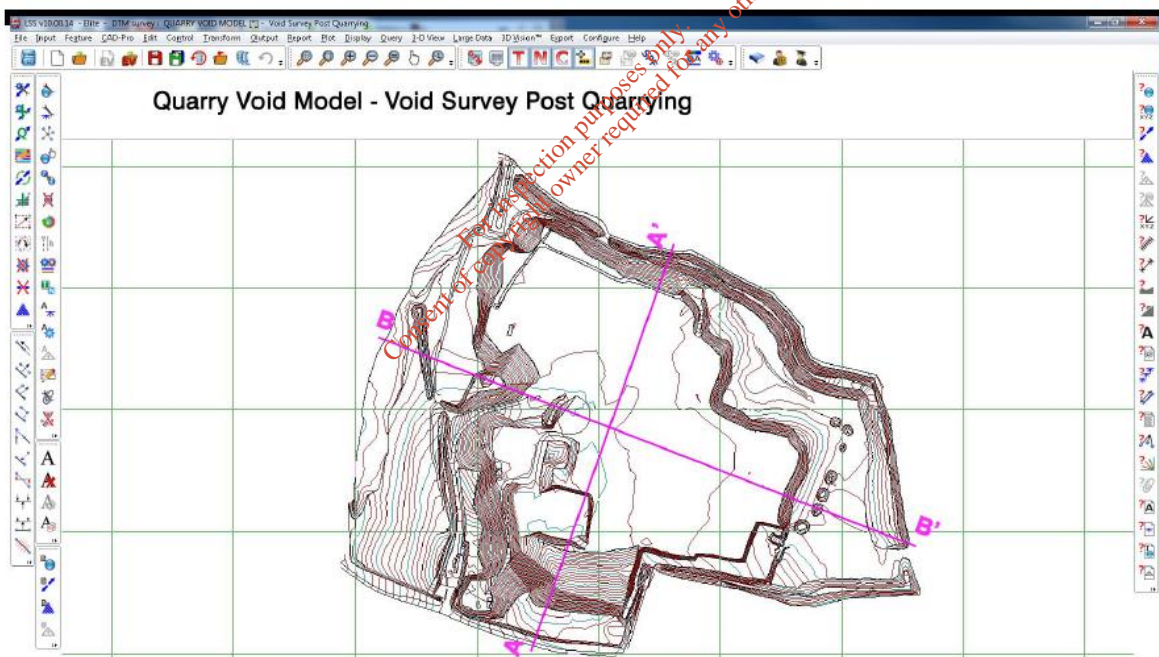 LSS v10.00.14 - Elite - DTM survey : QUARRY VOID MODEL [*] - Void Survey Post Quarrying
File Input Feature CAD-Pro Edit Control Transform Output Report Plot Display Query 3-D View Large Data 3D Vision™ Export Configure Help
T N C
Quarry Void Model - Void Survey Post Quarrying
For inspection purposes only.
Consent of copyright owner required for any
A'
B
B'
A